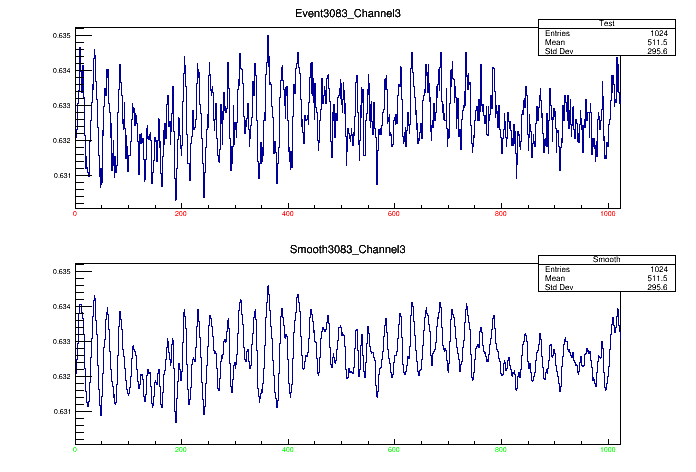 Event3083_Channel3
Test
Entries 1024
Mean 511.5
Std Dev 295.6
0.635
0.634
0.633
0.632
0.631
0 200 400 600 800 1000
Smooth3083_Channel3
Smooth
Entries 1024
Mean 511.5
Std Dev 295.6
0.635
0.634
0.633
0.632
0.631
0 200 400 600 800 1000